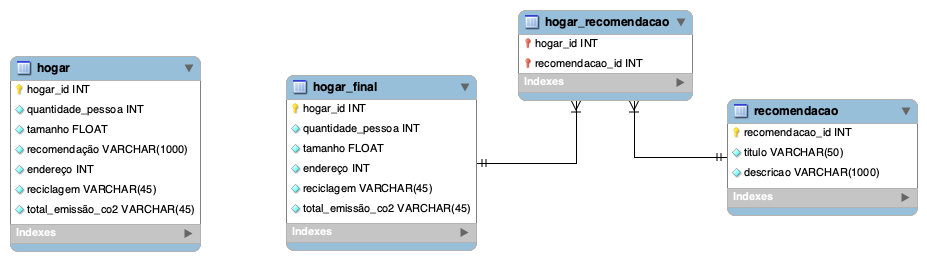 hogar
hogar_id INT
quantidade_pessoa INT
tamanho FLOAT
recomendação VARCHAR(1000)
endereço INT
reciclagem VARCHAR(45)
total_emissão_co2 VARCHAR(45)
Indexes
hogar_final
hogar_id INT
quantidade_pessoa INT
tamanho FLOAT
endereço INT
reciclagem VARCHAR(45)
total_emissão_co2 VARCHAR(45)
Indexes
hogar_recomendacao
hogar_id INT
recomendacao_id INT
Indexes
recomendacao
recomendacao_id INT
titulo VARCHAR(50)
descricao VARCHAR(1000)
Indexes